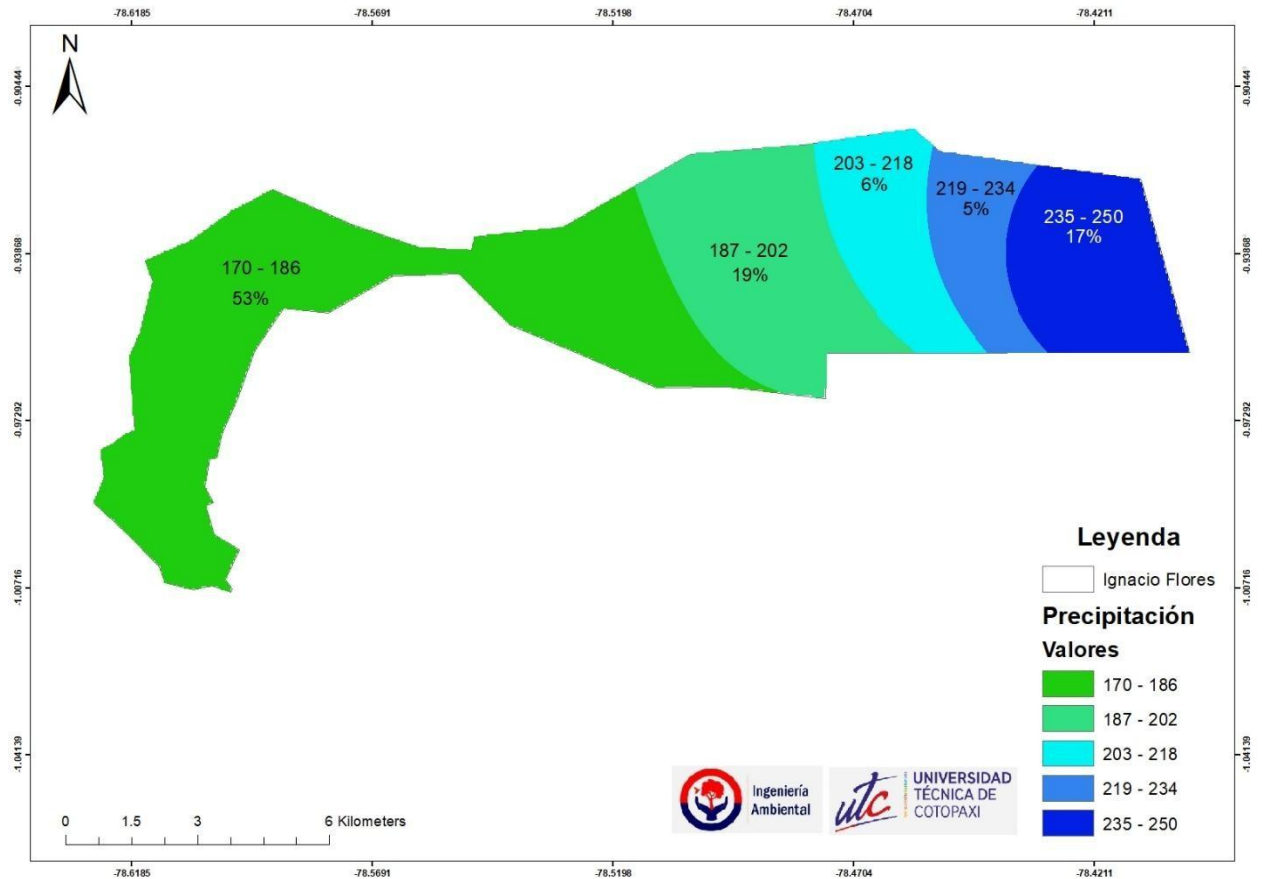 -78.6185
-78.5691
-78.5198
-78.4704
-78.4211
N
-0.90444
-0.90444
203 - 218
6%
219 - 234
5%
235 - 250
17%
187 - 202
19%
170 - 186
53%
-0.93868
-0.93868
-0.97292
-0.97292
Leyenda
Ignacio Flores
Precipitación
Valores
170 - 186
187 - 202
203 - 218
219 - 234
235 - 250
-1.00716
-1.00716
-1.04139
-1.04139
Ingeniería
Ambiental
utc
UNIVERSIDAD
TÉCNICA DE
COTOPAXI
0 1.5 3 6 Kilometers
-78.6185
-78.5691
-78.5198
-78.4704
-78.4211